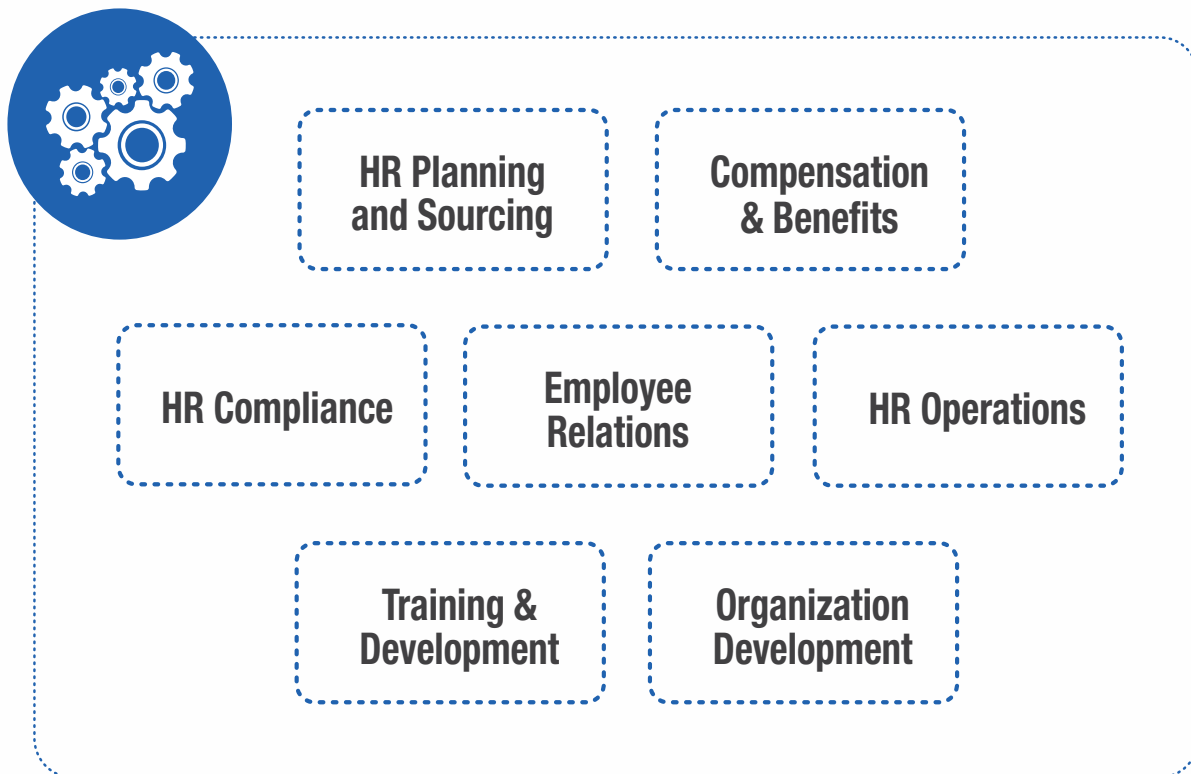 HR Planning
and Sourcing
Compensation
& Benefits
HR Compliance
Employee
Relations
HR Operations
Training &
Development
Organization
Development